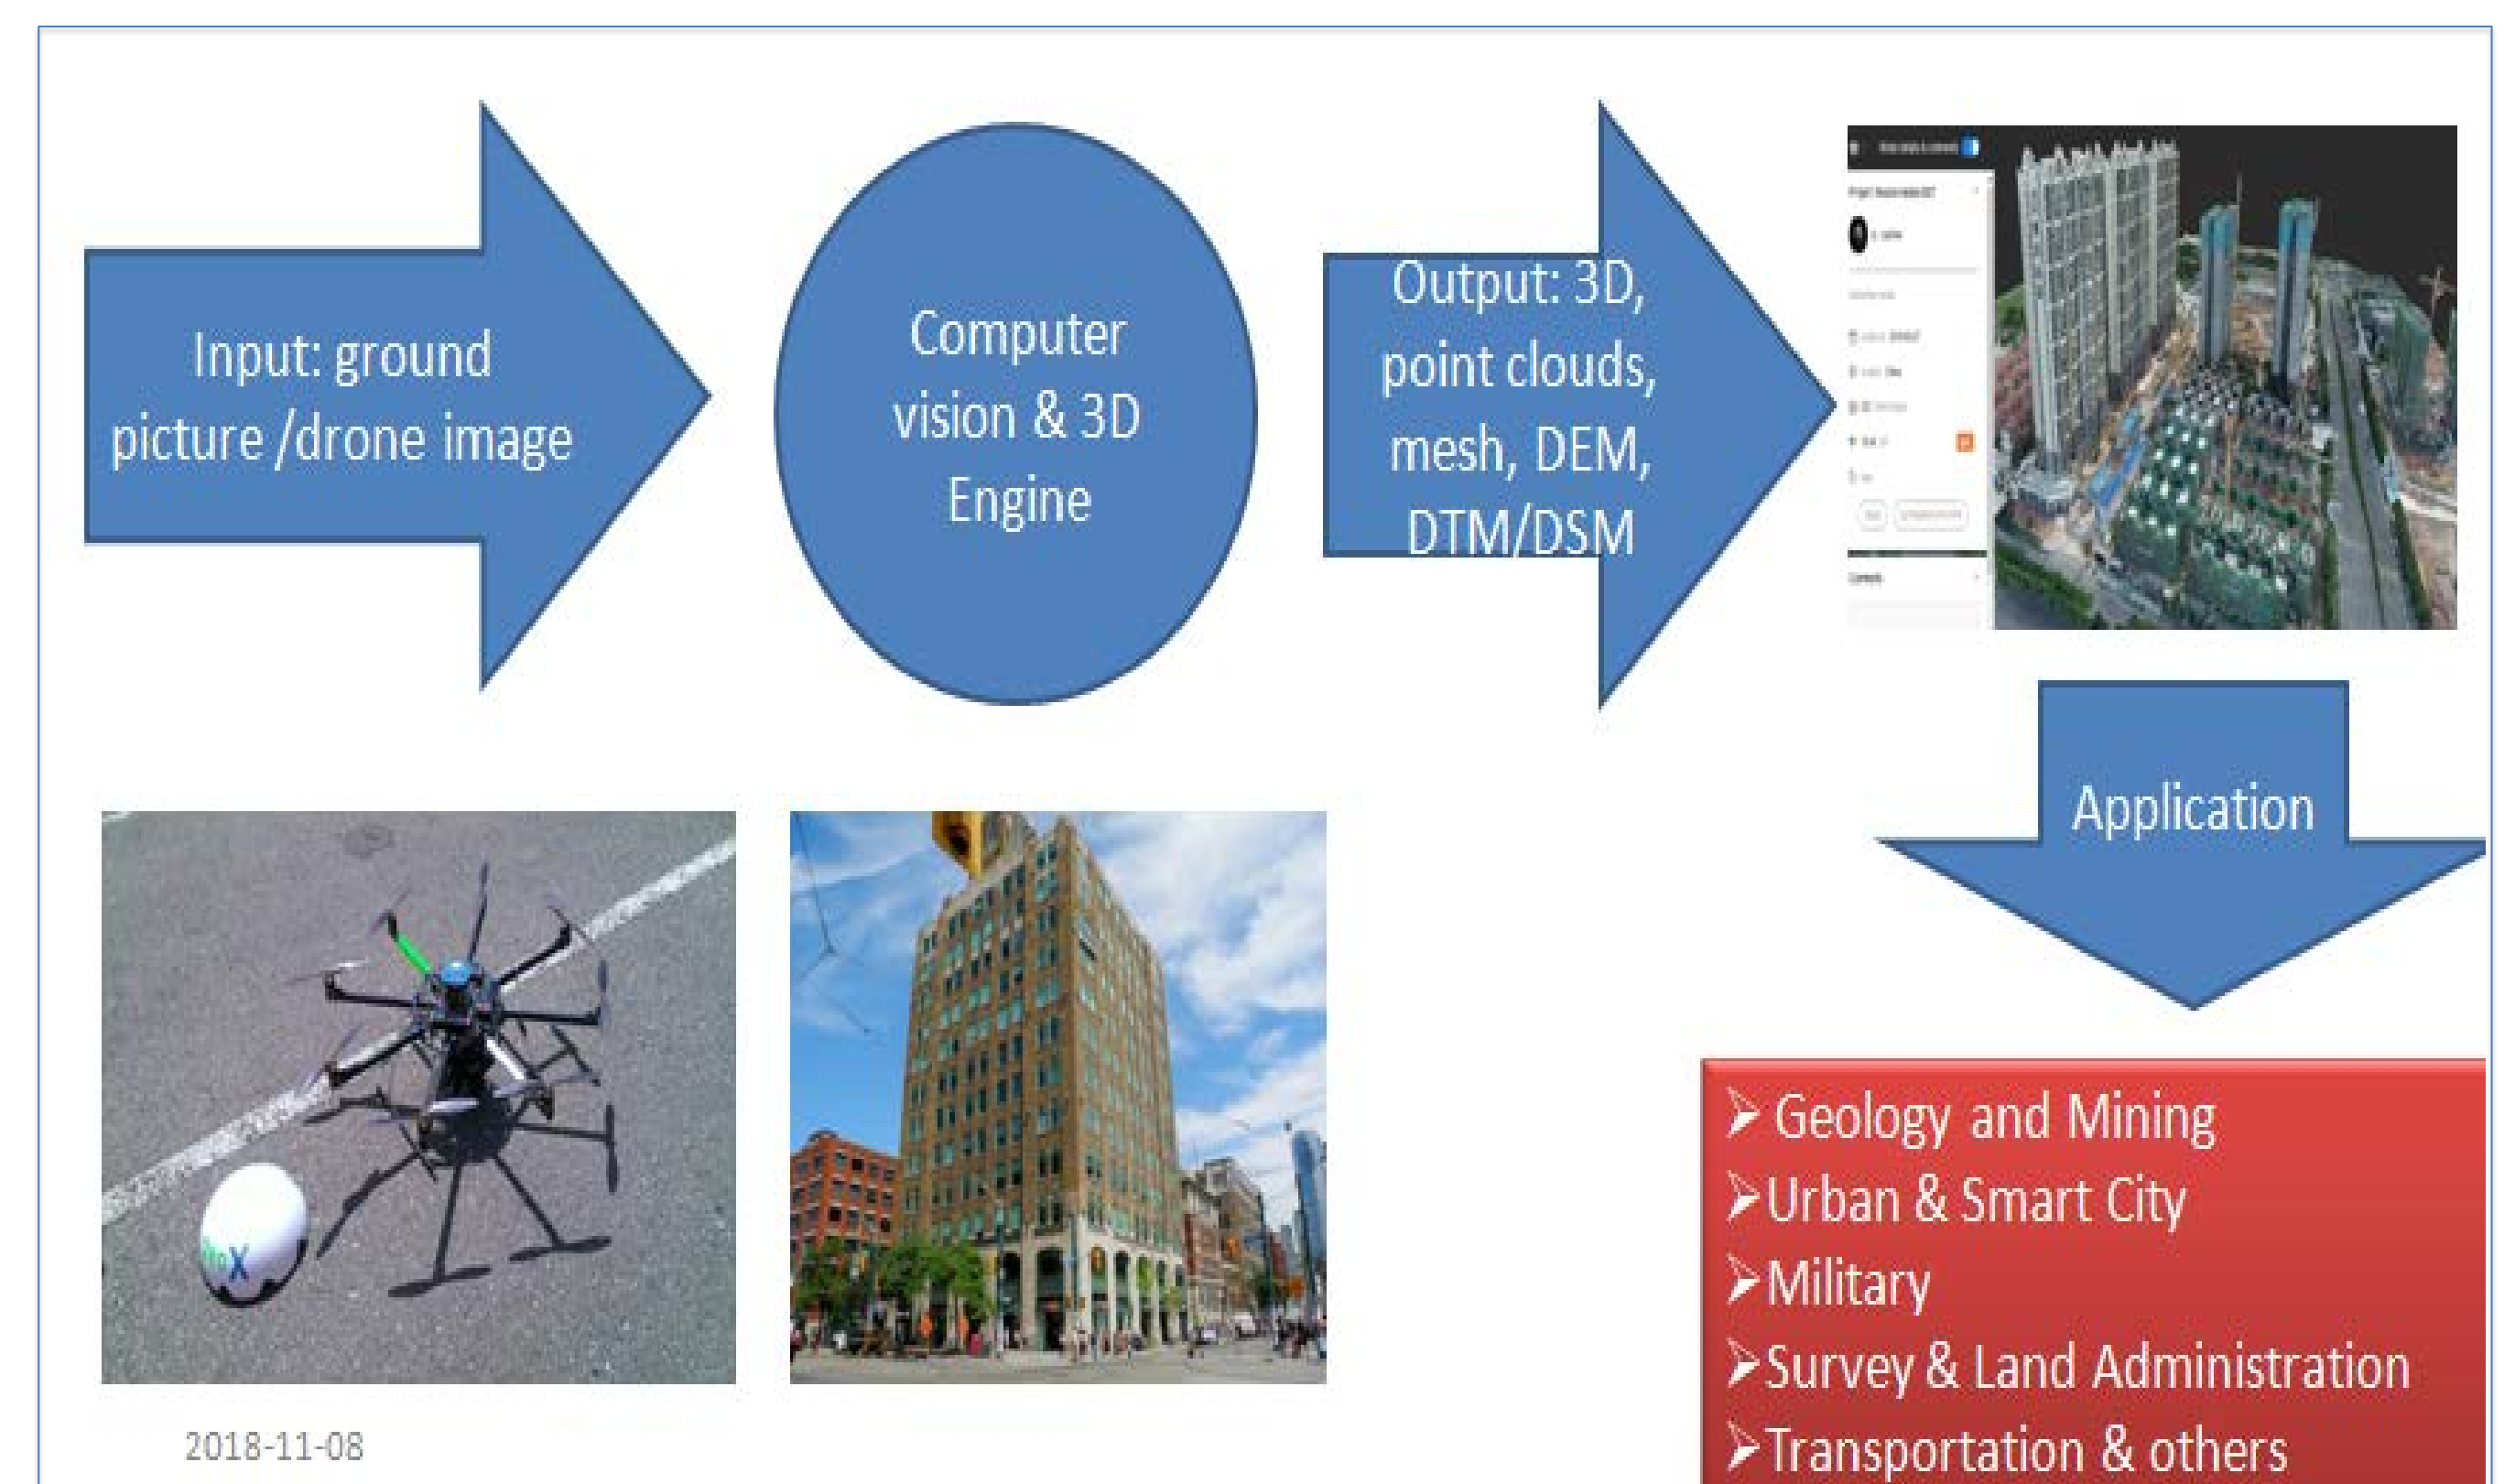 Input: ground
picture /drone image
Computer
vision & 3D
Engine
Output: 3D,
point clouds,
mesh, DEM,
DTM/DSM
Application
➢ Geology and Mining
➢Urban & Smart City
➢Military
➢Survey & Land Administration
➢Transportation & others
X
2018-11-08